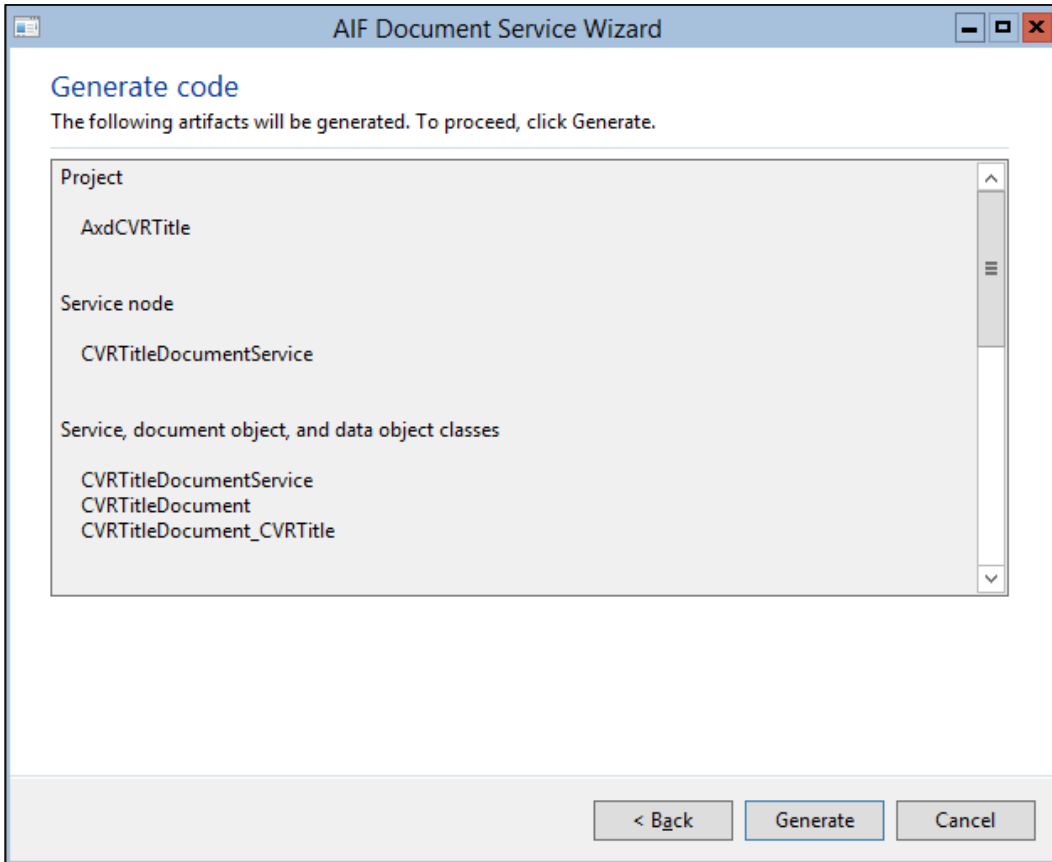 AIF Document Service Wizard
Generate code
The following artifacts will be generated. To proceed, click Generate.
Project
AxdCVRTitle
Service node
CVRTitleDocumentService
Service, document object, and data object classes
CVRTitleDocumentService
CVRTitleDocument
CVRTitleDocument_CVRTitle
< Back
Generate
Cancel